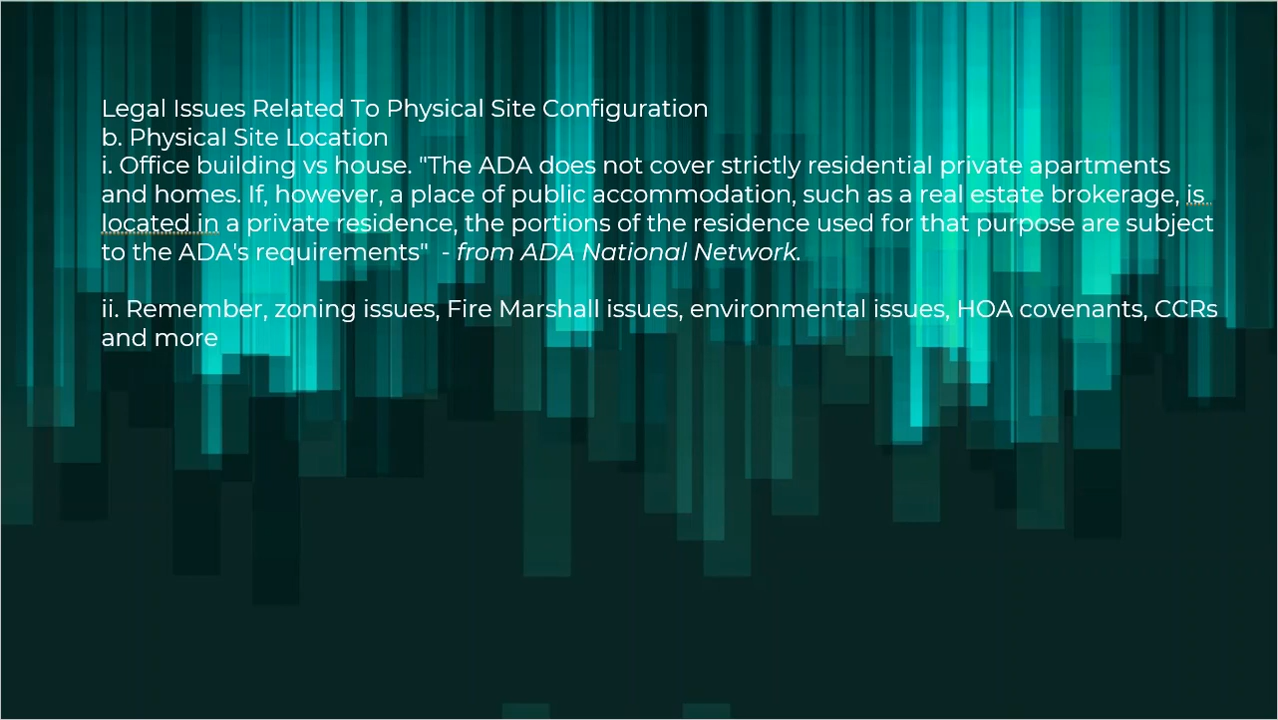 Legal Issues Related To Physical Site Configuration
b. Physical Site Location
i. Office building vs house. "The ADA does not cover strictly residential private apartments
and homes. If, however, a place of public accommodation, such as a real estate brokerage, is
located in a private residence, the portions of the residence used for that purpose are subject
to the ADA's requirements"  - from ADA National Network.
ii. Remember, zoning issues, Fire Marshall issues, environmental issues, HOA covenants, CCRs
and more